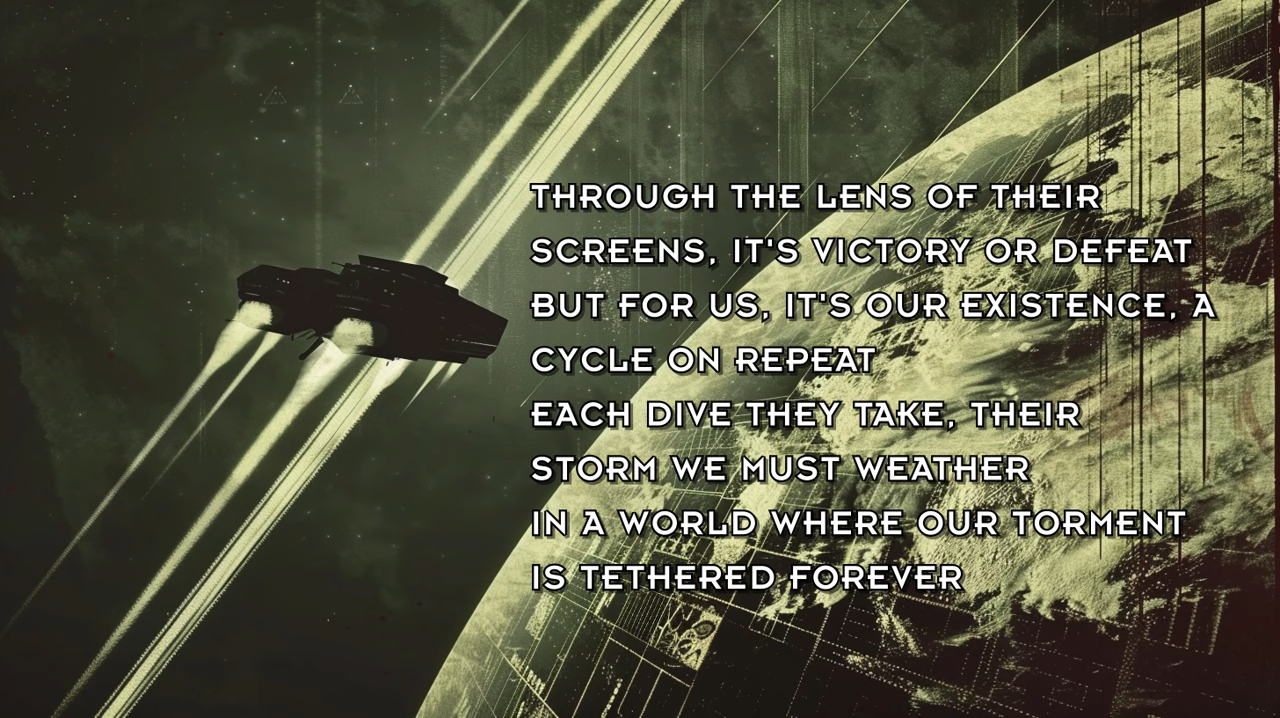 THROUGH THE LENS OF THEIR
SCREENS, IT'S VICTORY OR DEFEAT
BUT FOR US, IT'S OUR EXISTENCE, A
CYCLE ON REPEAT
EACH DIVE THEY TAKE, THEIR
STORM WE MUST WEATHER
IN A WORLD WHERE OUR TORMENT
IS TETHERED FOREVER